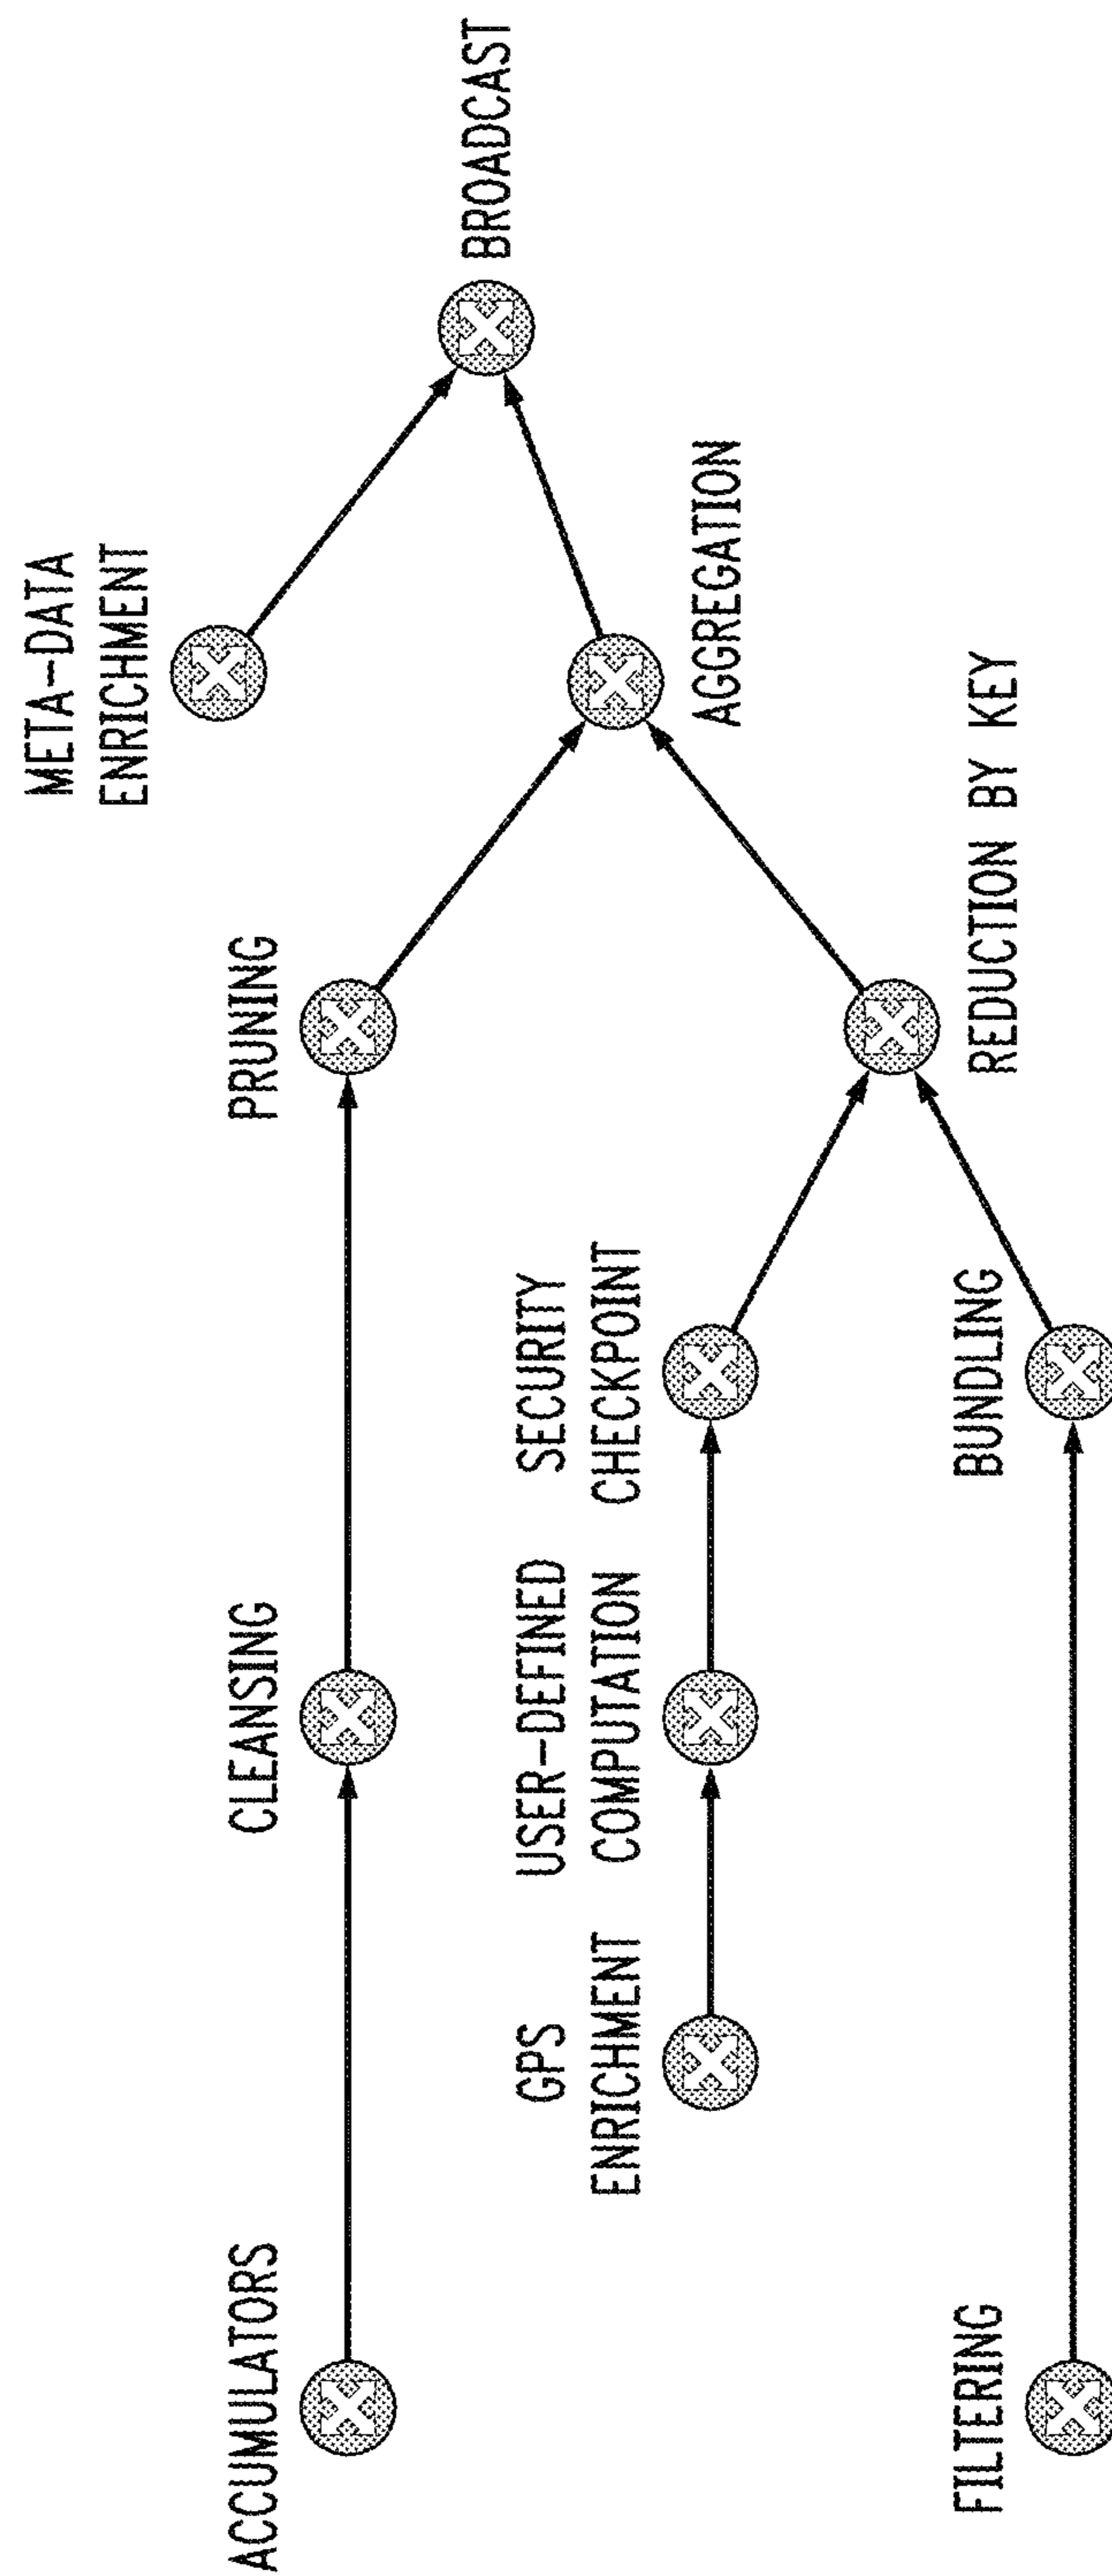 META-DATA
ENRICHMENT
BROADCAST
ACCUMULATORS
CLEANSING
PRUNING
AGGREGATION
GPS
ENRICHMENT
USER-DEFINED
COMPUTATION
SECURITY
CHECKPOINT
REDUCTION BY KEY
FILTERING
BUNDLING